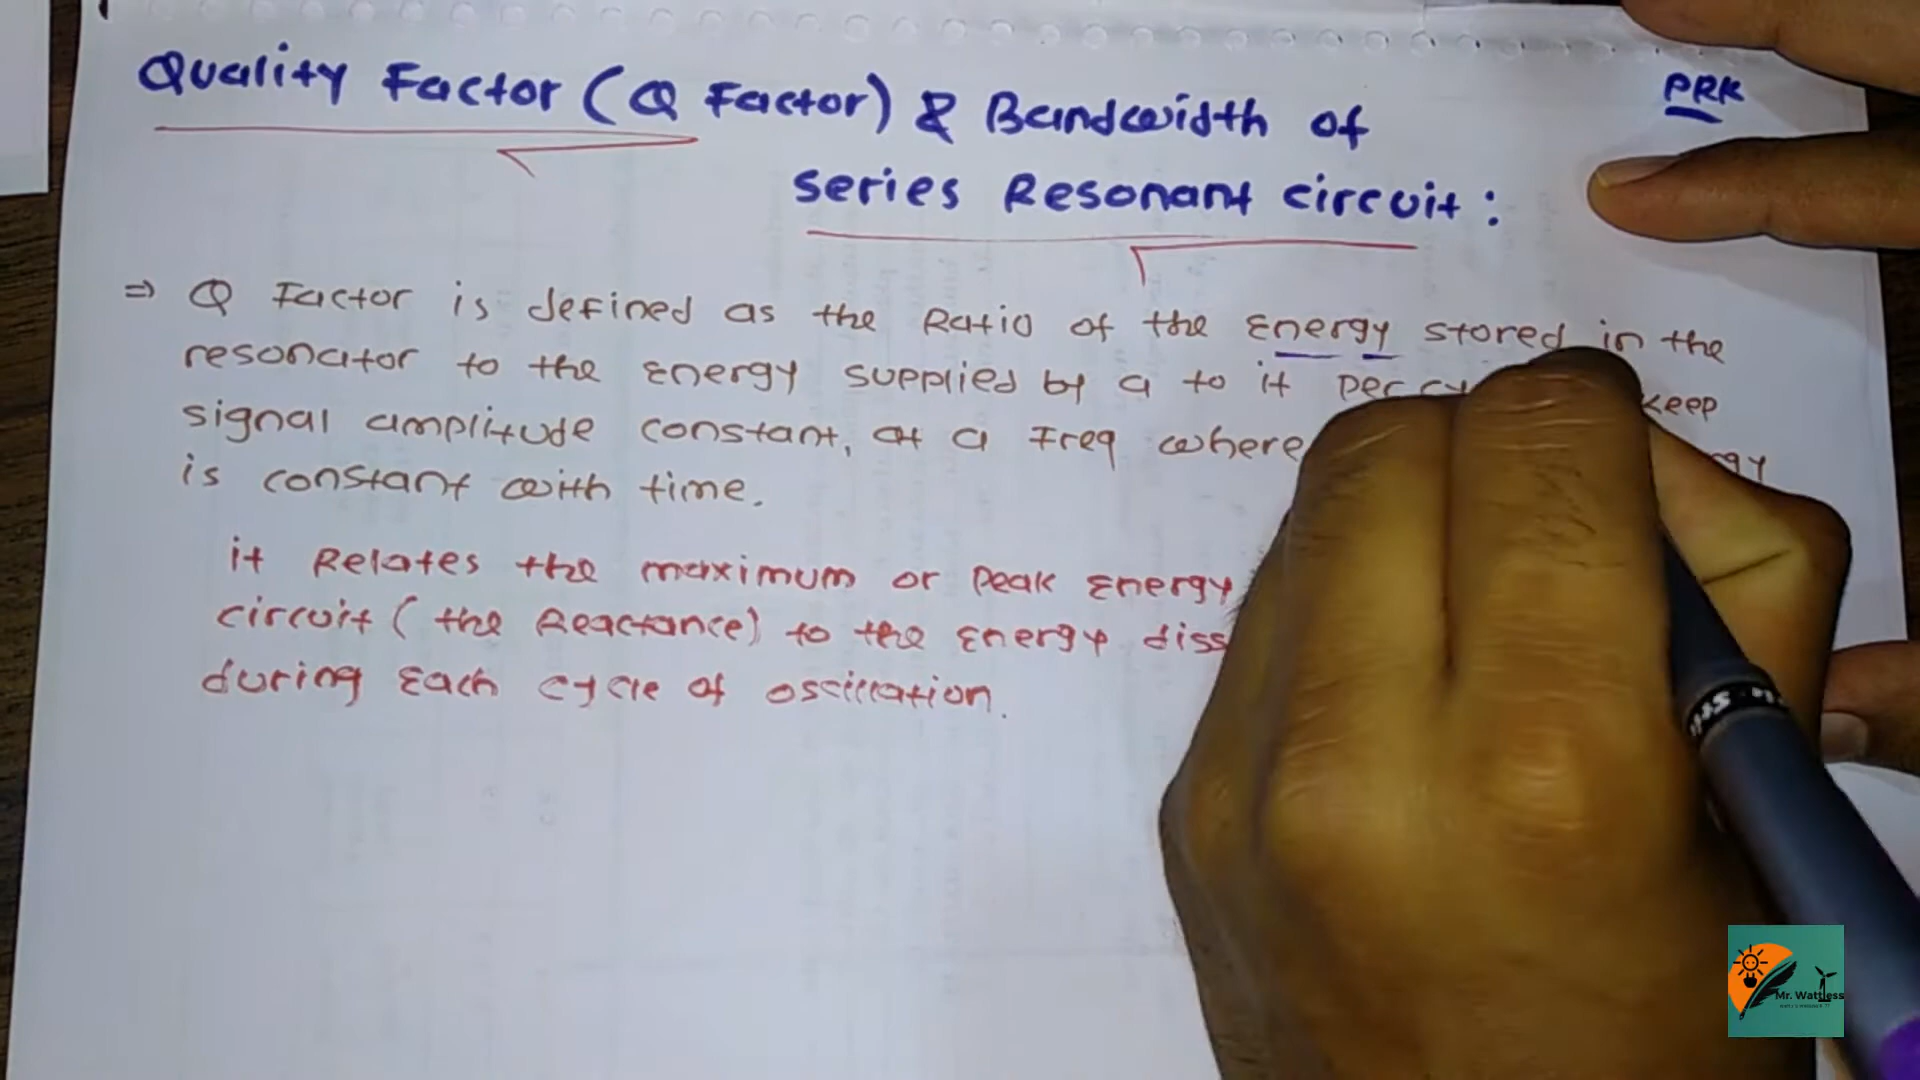 Quality Factor (Q Factor) & Bandwidth of
PRK
series Resonant circuit :
⇒ Q Factor is defined as the Ratio of the Energy stored in the
resonator to the Energy supplied by a to it per keep
signal amplitude constant, at a Freq where
is constant with time.
it Relates the maximum or peak Energy
circuit ( the Reactance) to the Energy diss
during Each cycle of oscillation.
Mr. Wattless